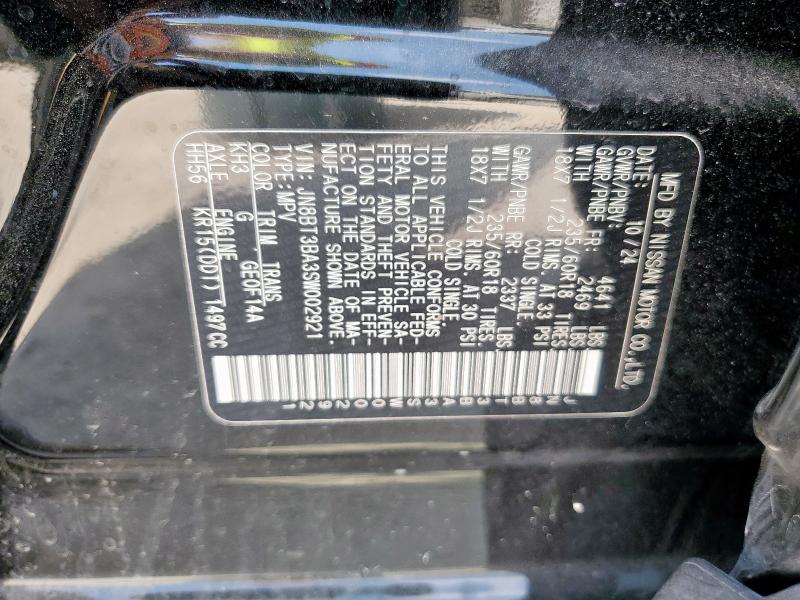 MFD BY NISSAN MOTOR CO.,LTD.
DATE: 10/24
GVWR/PNBV: 4641 LBS
GAWR/PNBE FR: 2469 LBS
WITH 235/60R18 TIRES
18X7 1/2J RIMS. AT 33 PSI
COLD SINGLE.
GAWR/PNBE RR: 2337 LBS
WITH 235/60R18 TIRES
18X7 1/2J RIMS. AT 30 PSI
COLD SINGLE.
THIS VEHICLE CONFORMS
TO ALL APPLICABLE FED-
ERAL MOTOR VEHICLE SA-
FETY AND THEFT PREVEN-
TION STANDARDS IN EFF-
ECT ON THE DATE OF MA-
NUFACTURE SHOWN ABOVE.
VIN: JN8BT3BA3SW002921
TYPE: MPV
COLOR TRIM TRANS
KH3 G GE0F14A
AXLE ENGINE
HH56 KR15(DDT) 1497CC
JN8BT3BA3SW002921